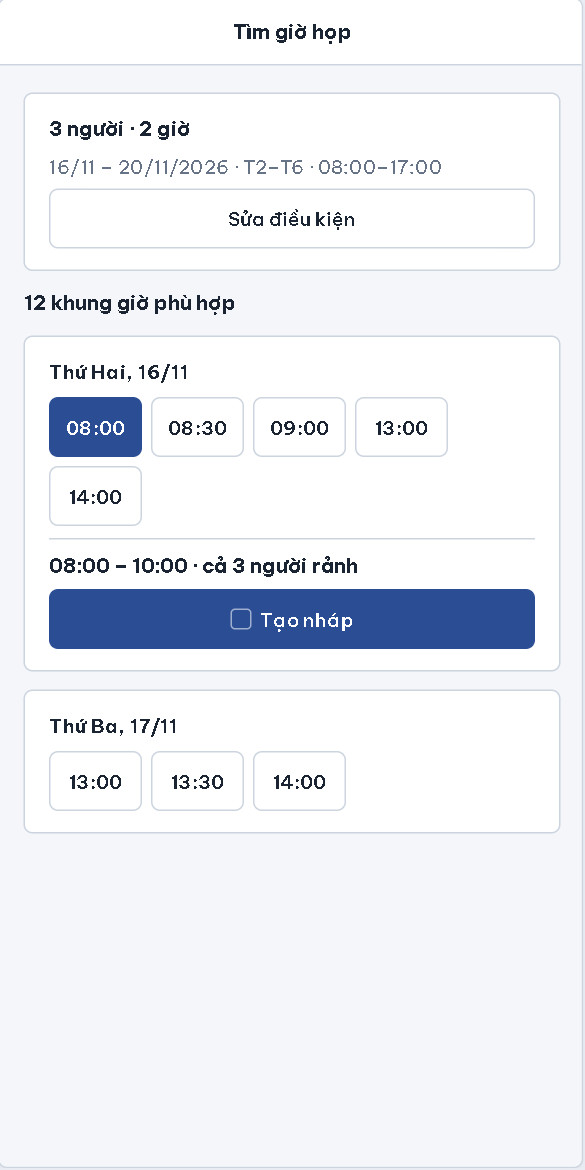 Tìm giờ họp
3 người · 2 giờ
16/11 – 20/11/2026 · T2–T6 · 08:00–17:00
Sửa điều kiện
12 khung giờ phù hợp
Thứ Hai, 16/11
08:00 08:30 09:00 13:00
14:00
08:00 – 10:00 · cả 3 người rảnh
Tạo nháp
Thứ Ba, 17/11
13:00 13:30 14:00